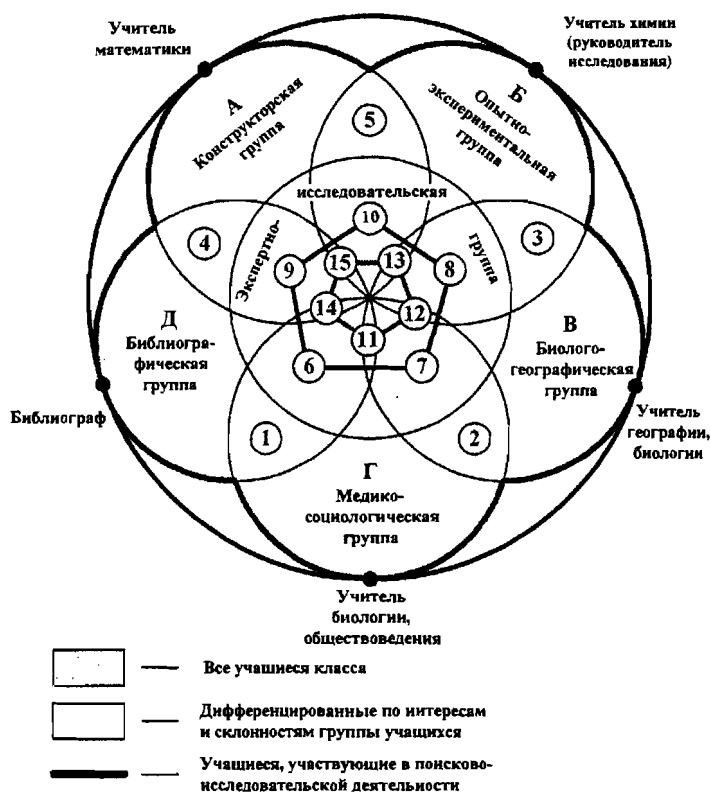 Учитель
математики
Учитель химии
(руководитель
исследования)
А
Конструкторская
группа
Б
Опытно-
экспериментальная
группа
5
исследовательская
Экспертно-
группа
10
4
3
9
15
13
8
14
12
11
6
7
Д
Библиогра-
фическая
группа
В
Биолого-
географическая
группа
Библиограф
Учитель
географии,
биологии
1
2
Г
Медико-
социологическая
группа
Учитель
биологии,
обществоведения
Все учашиеся класса
Дифференцированные по интересам
и склонностям группы учащихся
Учащиеся, участвующие в поисково-
исследовательской деятельности